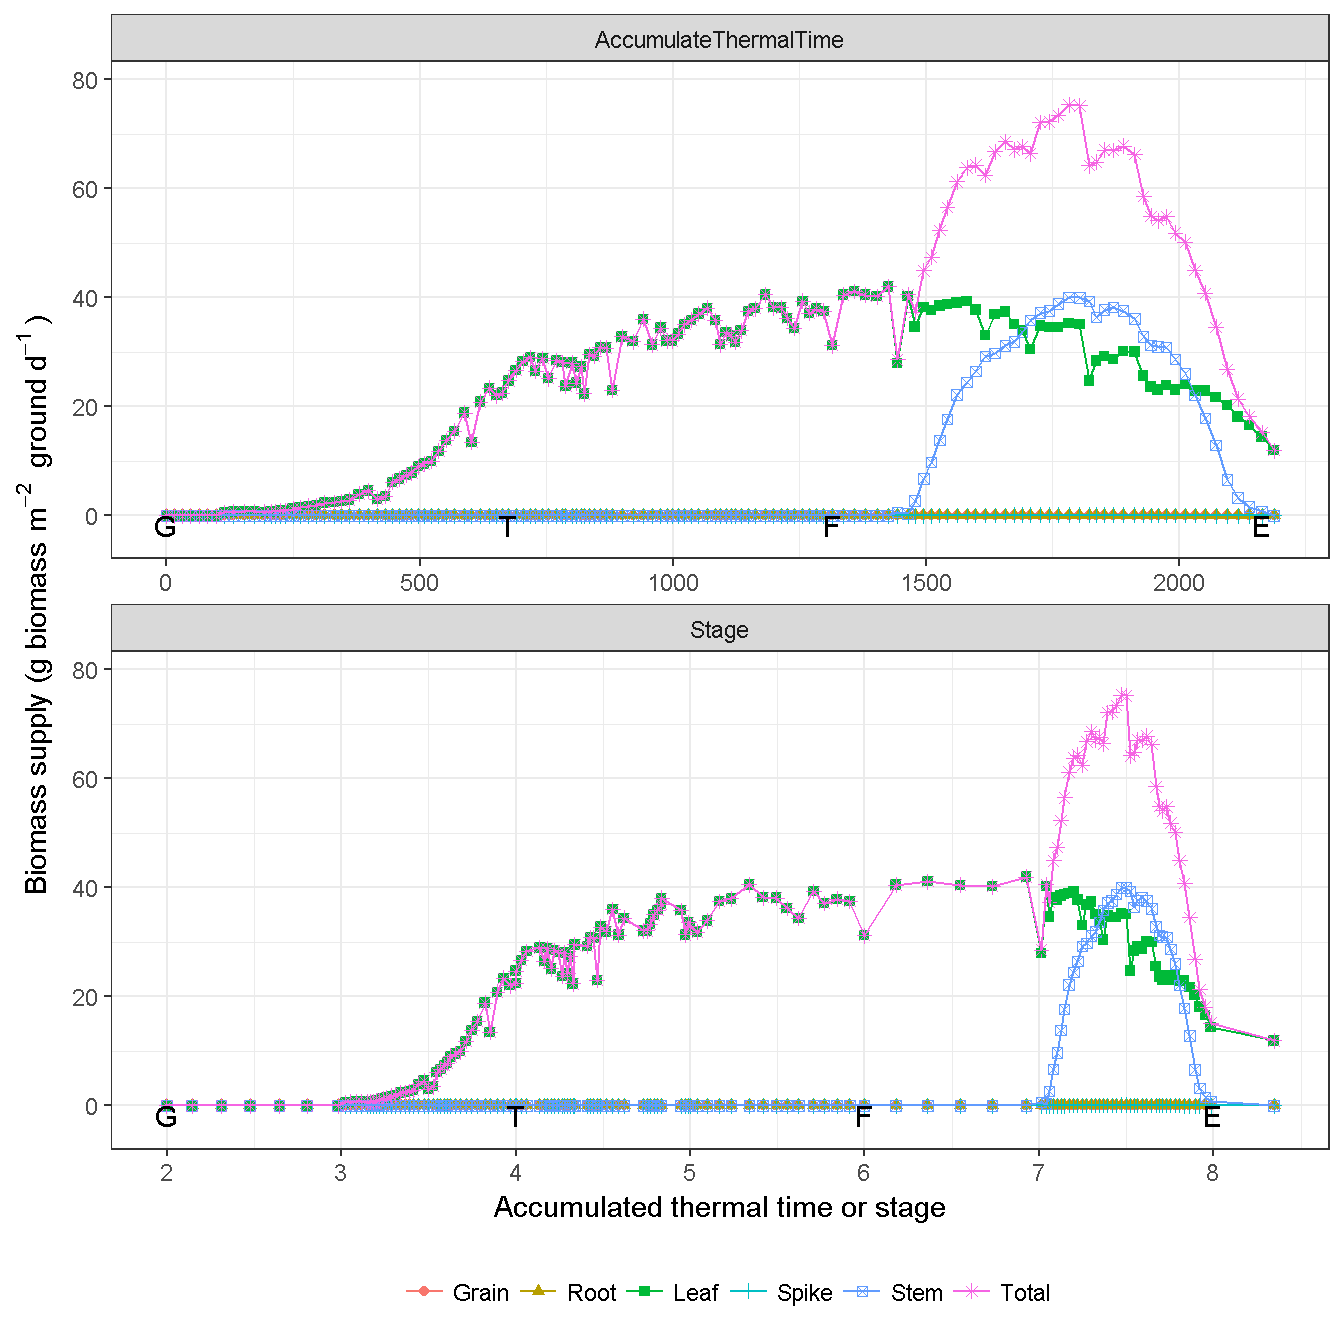 AccumulateThermalTime
80
60
40
20
0
G T F E
0 500 1000 1500 2000
Stage
80
60
40
20
0
G T F E
2 3 4 5 6 7 8
Biomass supply (g biomass m⁻² ground d⁻¹)
Accumulated thermal time or stage
Grain Root Leaf Spike Stem Total